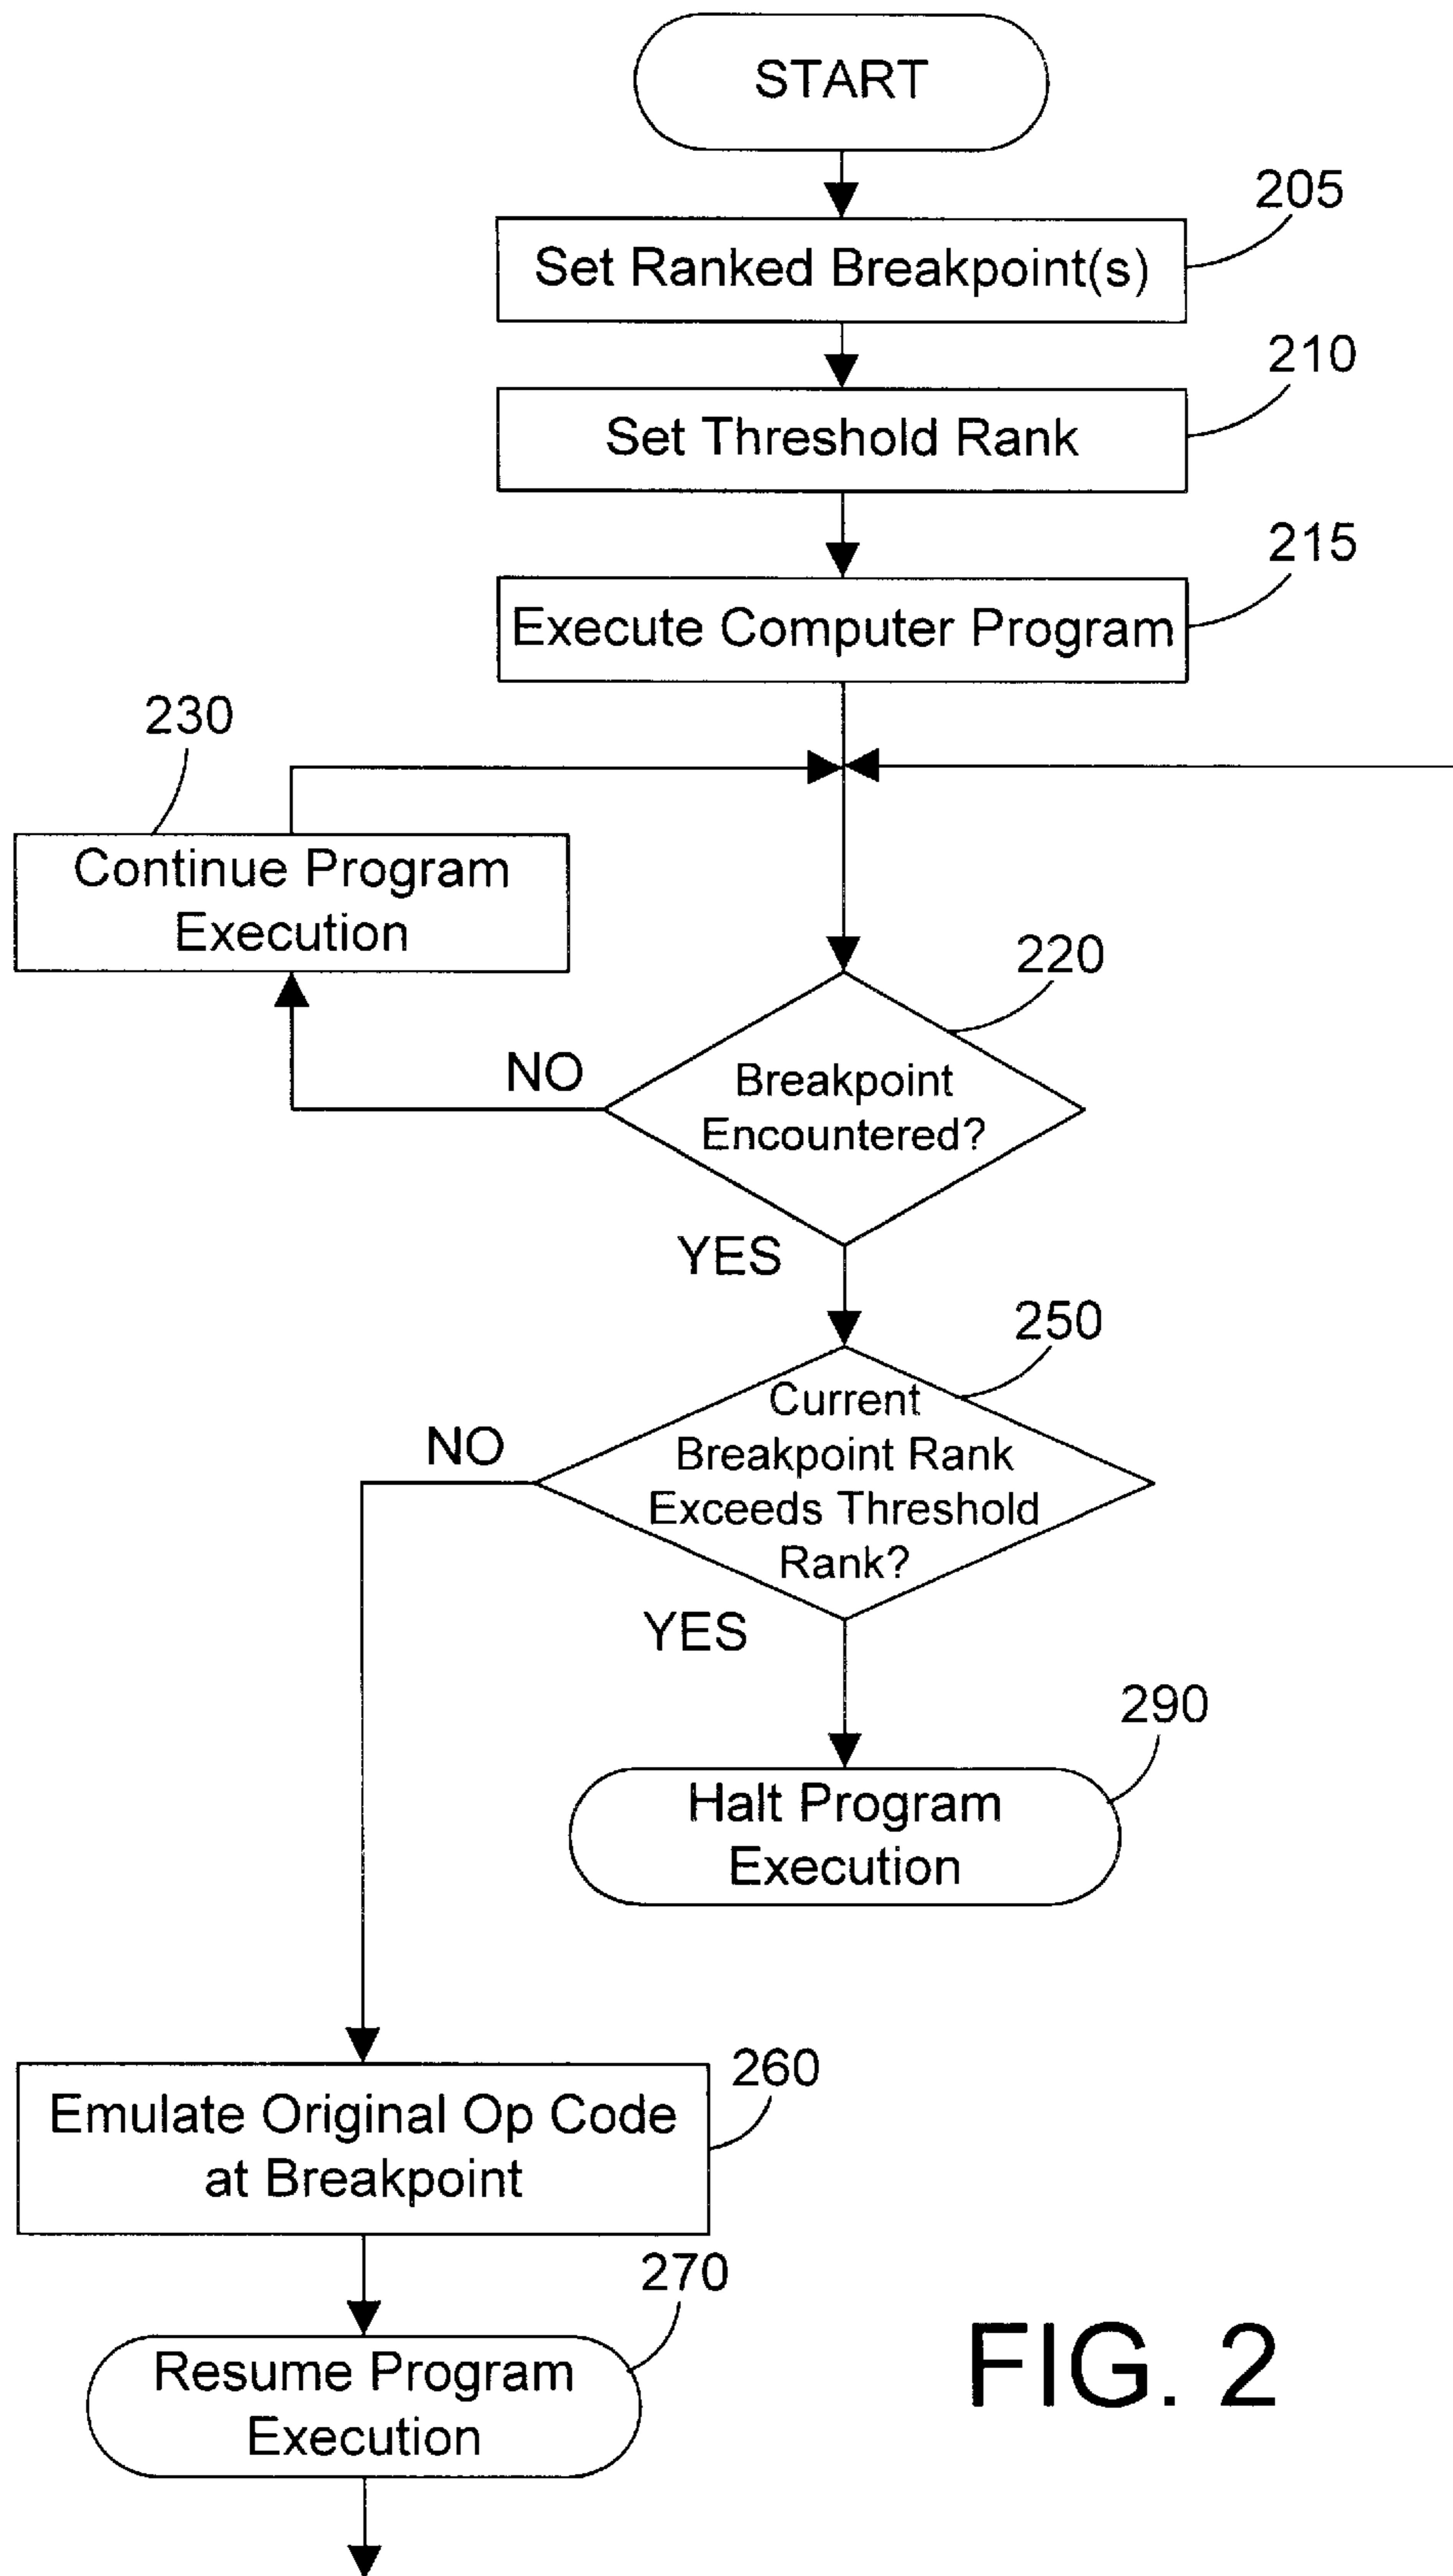 START
205
Set Ranked Breakpoint(s)
210
Set Threshold Rank
215
Execute Computer Program
230
Continue Program
Execution
220
NO
Breakpoint
Encountered?
YES
250
NO
Current
Breakpoint Rank
Exceeds Threshold
Rank?
YES
290
Halt Program
Execution
260
Emulate Original Op Code
at Breakpoint
270
Resume Program
Execution
FIG. 2